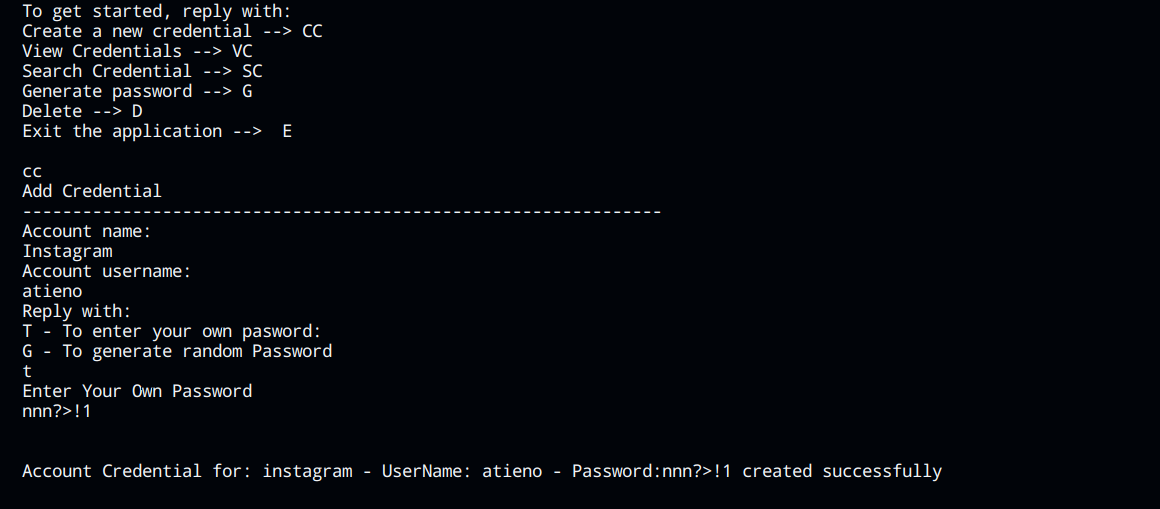 To get started, reply with:
Create a new credential --> CC
View Credentials --> VC
Search Credential --> SC
Generate password --> G
Delete --> D
Exit the application -->  E
cc
Add Credential
----------------------------------------------------------------
Account name:
Instagram
Account username:
atieno
Reply with:
T - To enter your own pasword:
G - To generate random Password
t
Enter Your Own Password
nnn?>!1
Account Credential for: instagram - UserName: atieno - Password:nnn?>!1 created successfully